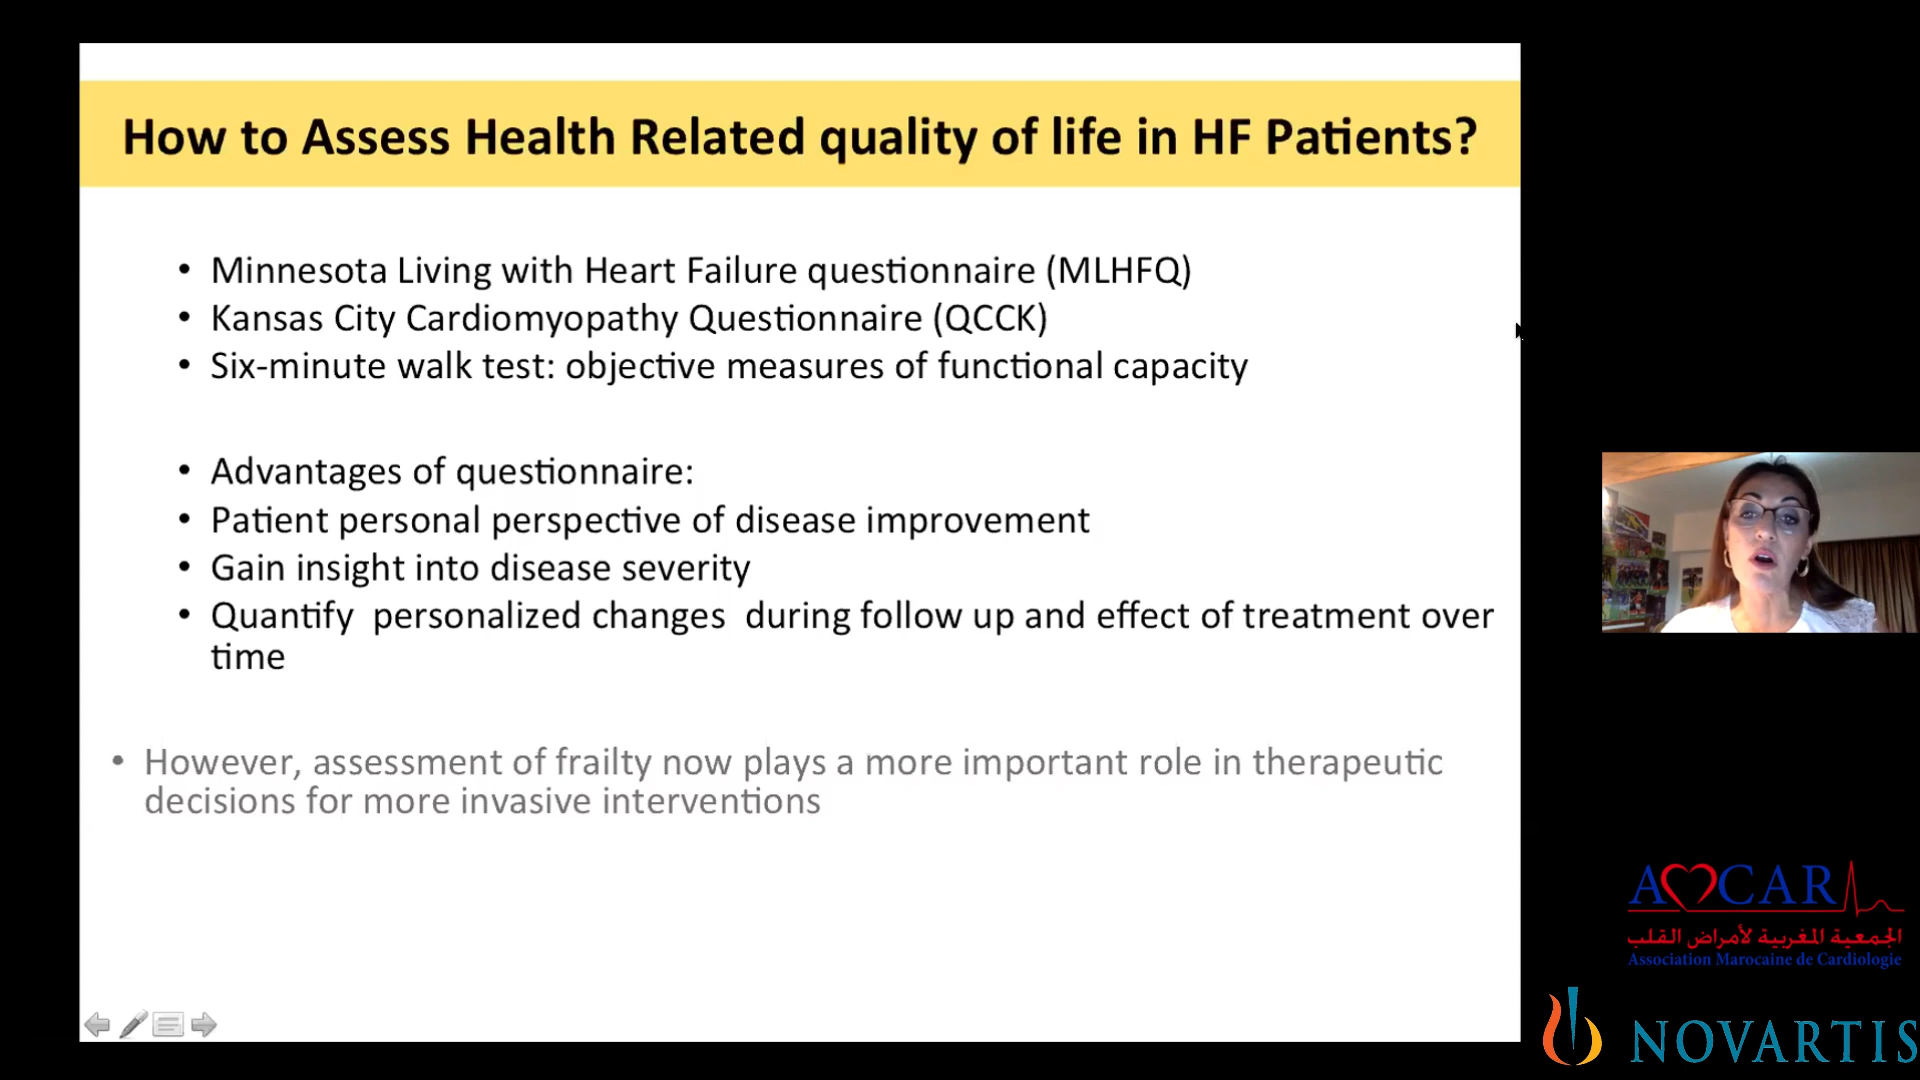 How to Assess Health Related quality of life in HF Patients?
• Minnesota Living with Heart Failure questionnaire (MLHFQ)
• Kansas City Cardiomyopathy Questionnaire (QCCK)
• Six-minute walk test: objective measures of functional capacity
• Advantages of questionnaire:
• Patient personal perspective of disease improvement
• Gain insight into disease severity
• Quantify personalized changes during follow up and effect of treatment over
time
• However, assessment of frailty now plays a more important role in therapeutic
decisions for more invasive interventions
AMCAR
الجمعية المغربية لأمراض القلب
Association Marocaine de Cardiologie
NOVARTIS